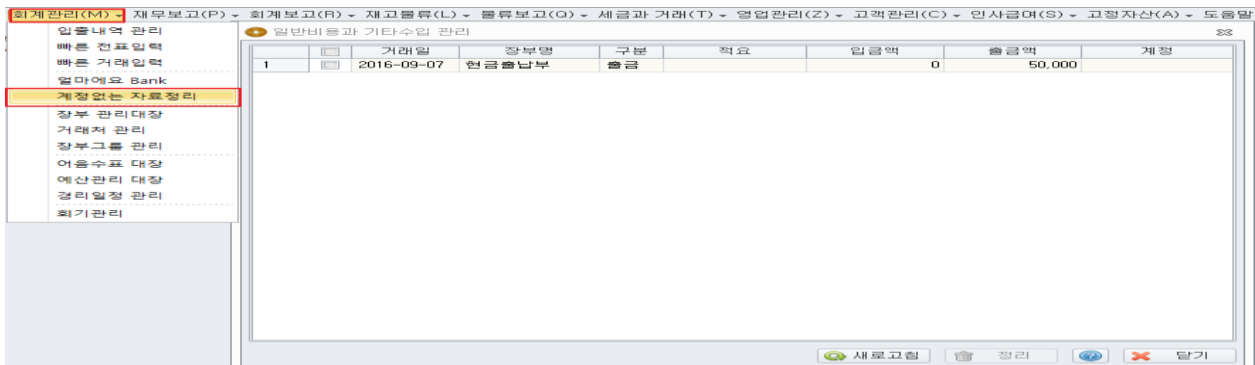 회계관리(M) 재무보고(P) 회계보고(R) 재고물류(L) 물류보고(O) 세금과 거래(T) 영업관리(Z) 고객관리(C) 인사급여(S) 고정자산(A) 도움말
입출내역 관리
빠른 전표입력
빠른 거래입력
얼마에요 Bank
계정없는 자료정리
장부 관리대장
거래처 관리
장부그룹 관리
어음수표 대장
예산관리 대장
경리일정 관리
회기관리
일반비용과 기타수입 관리
거래일 장부명 구분 적요 입금액 출금액 계정
1 2016-09-07 현금출납부 출금 0 50,000
새로고침 정리 닫기